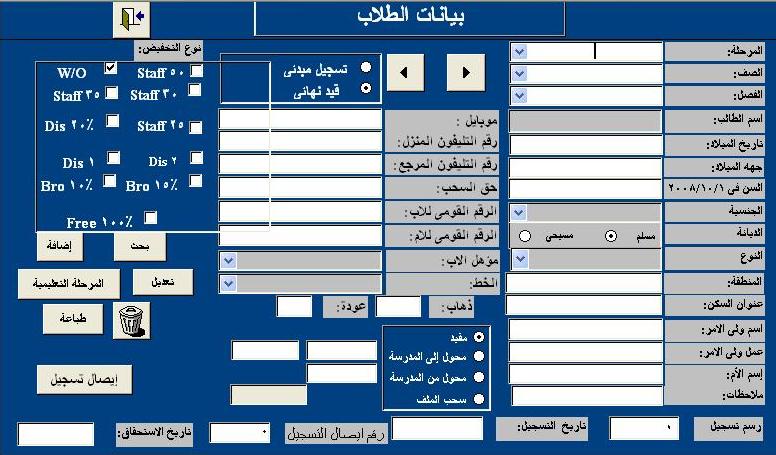 بيانات الطلاب
المرحلة:
الصف:
الفصل:
اسم الطالب:
تاريخ الميلاد:
جهه الميلاد:
السن فى ٢٠٠٨/١٠/١
الجنسية
الديانة
مسلم
مسيحى
النوع
المنطقة:
عنوان السكن:
اسم ولى الامر:
عمل ولى الامر:
إسم الأم:
ملاحظات:
تسجيل مبدئى
قيد نهائى
موبايل :
رقم التليفون المنزل:
رقم التليفون المرجع:
حق السحب:
الرقم القومى للاب:
الرقم القومى للام:
مؤهل الاب:
الخط:
ذهاب:
عودة:
مقيد
محول إلى المدرسة
محول من المدرسة
سحب الملف
نوع التخفيض:
W/O
Staff ٥٠
Staff ٣٥
Staff ٣٠
Dis ٢٠٪
Staff ٢٥
Dis ١
Dis ٢
Bro ١٠٪
Bro ١٥٪
Free ١٠٠٪
بحث
إضافة
تعديل
المرحلة التعليمية
طباعة
إيصال تسجيل
رسم تسجيل
٠
تاريخ التسجيل:
رقم ايصال التسجيل
٠
تاريخ الاستحقاق: